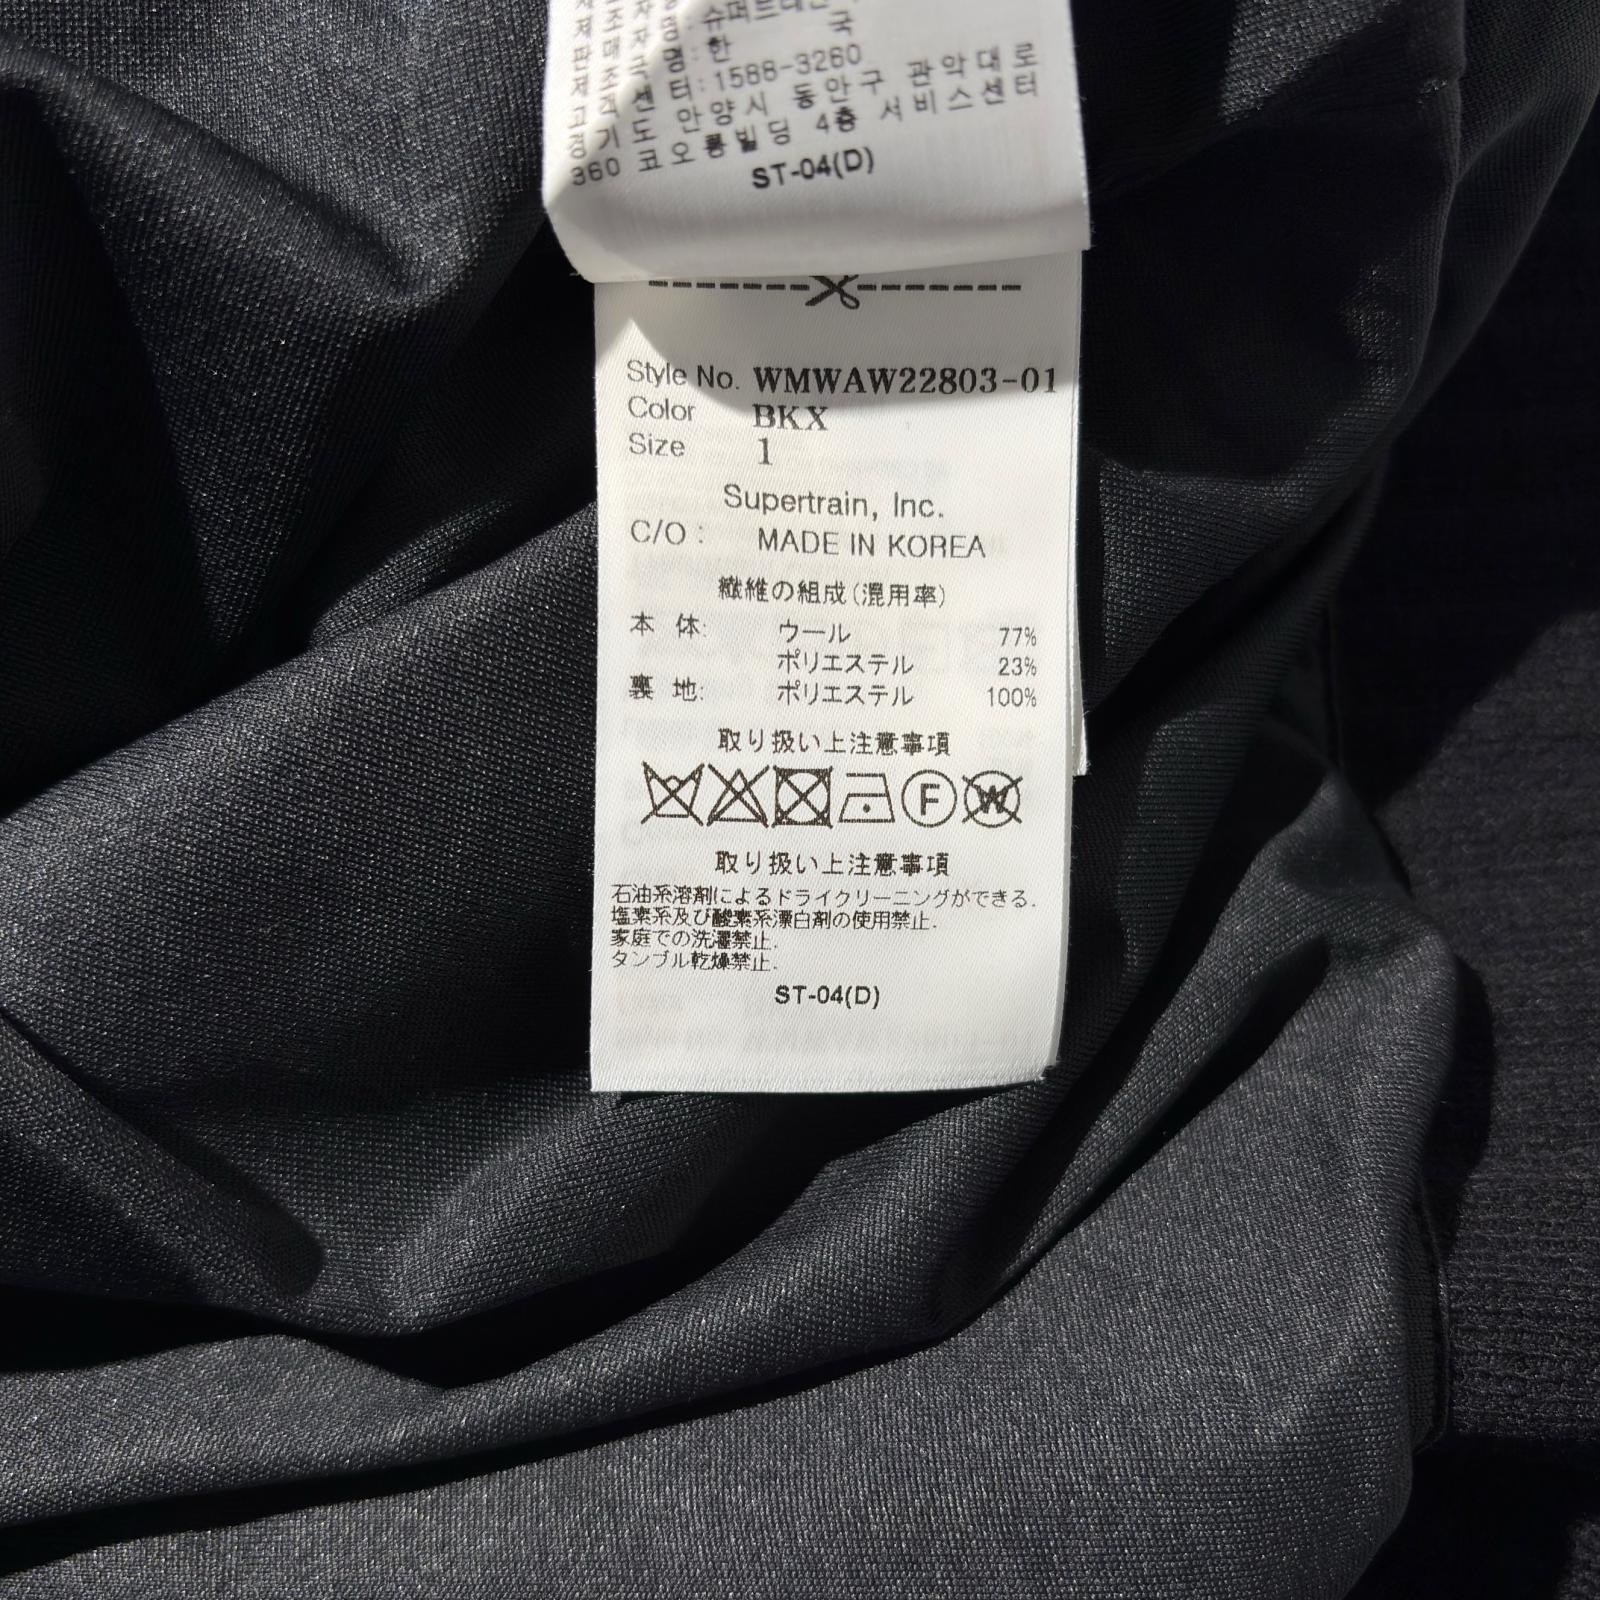 한 국
터:1588-3260
기 도 안 양 시 동 안 구 관 악 대 로
360 코 오 롱 빌 딩 4층 서 비 스 센 터
ST-04(D)
Style No. WMWAW22803-01
Color BKX
Size 1
Supertrain, Inc.
C/O : MADE IN KOREA
繊維の組成(混用率)
本 体: ウール 77%
ポリエステル 23%
裏 地: ポリエステル 100%
取り扱い上注意事項
F W
取り扱い上注意事項
石油系溶剤によるドライクリーニングができる.
塩素系及び酸素系漂白剤の使用禁止.
家庭での洗濯禁止.
タンブル乾燥禁止.
ST-04(D)